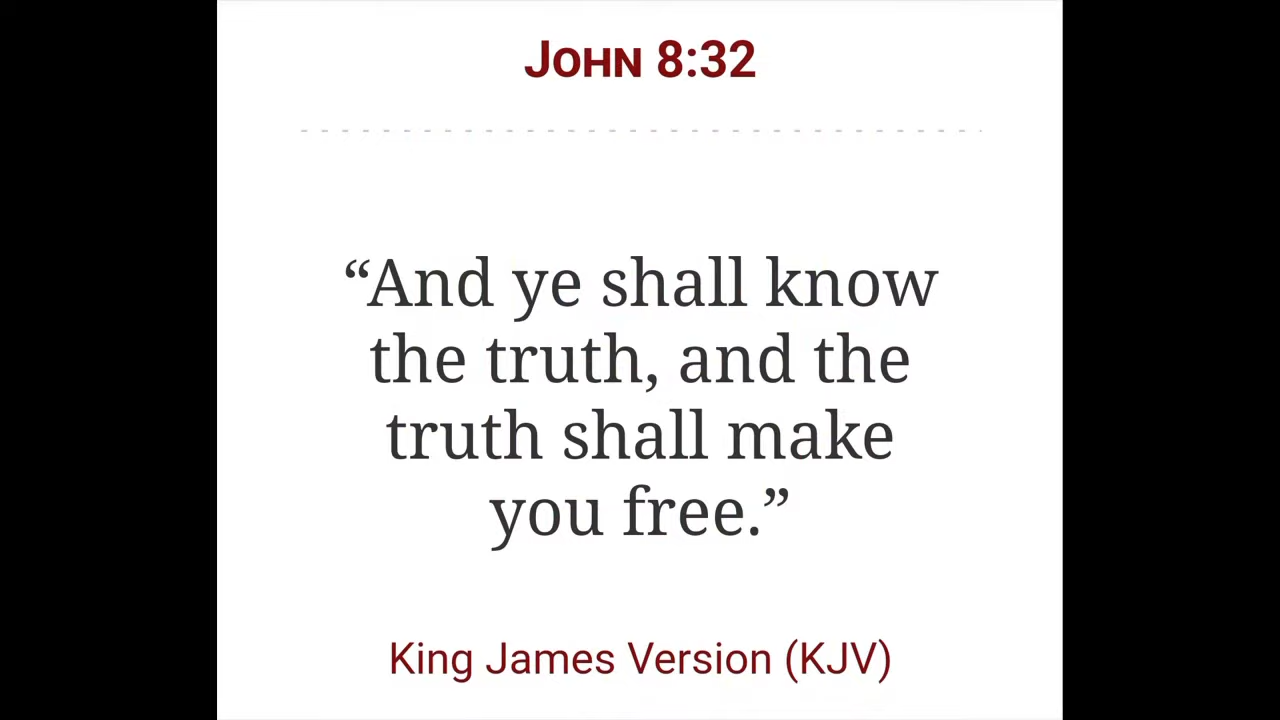 John 8:32
“And ye shall know
the truth, and the
truth shall make
you free.”
King James Version (KJV)